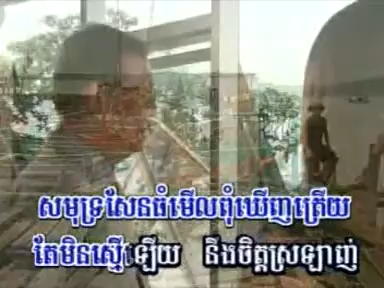 សមុទ្រសែនធំមើលពុំឃើញត្រើយ
តែមិនស្មើឡើយ នឹងចិត្តស្រឡាញ់